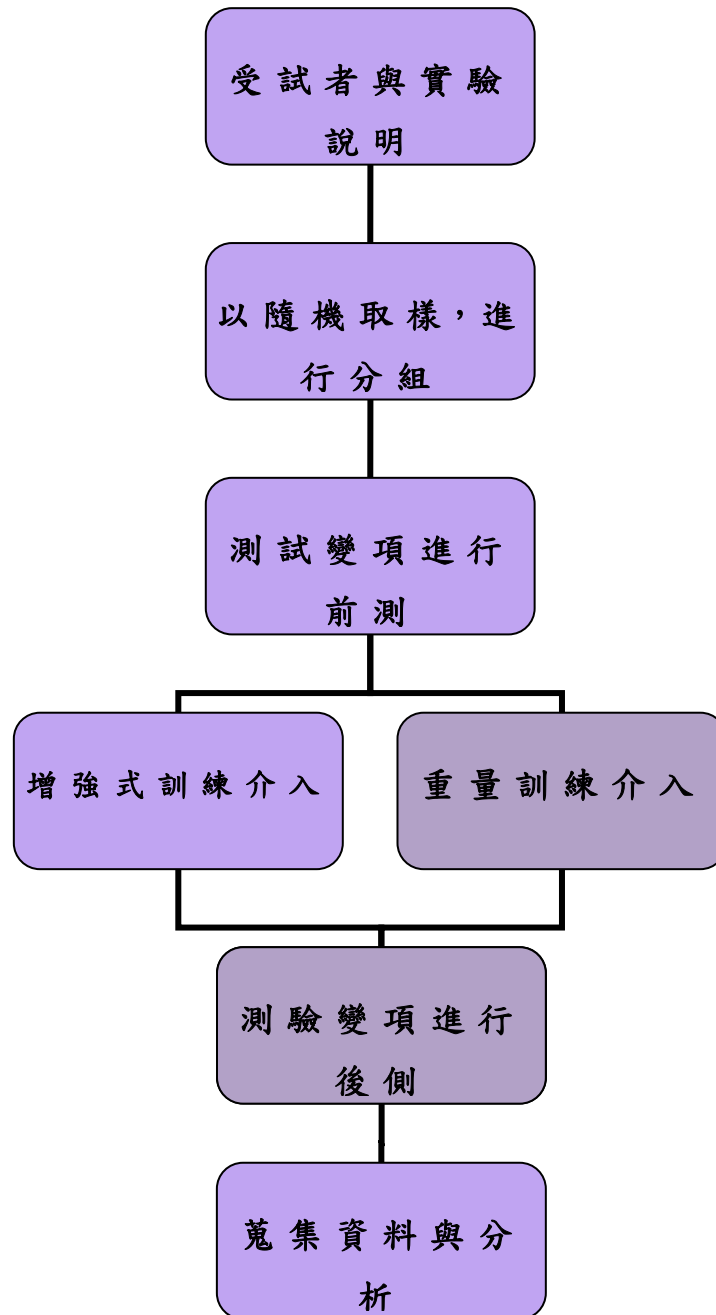 受試者與實驗
說明
以隨機取樣，進
行分組
測試變項進行
前測
增強式訓練介入
重量訓練介入
測驗變項進行
後側
蒐集資料與分
析